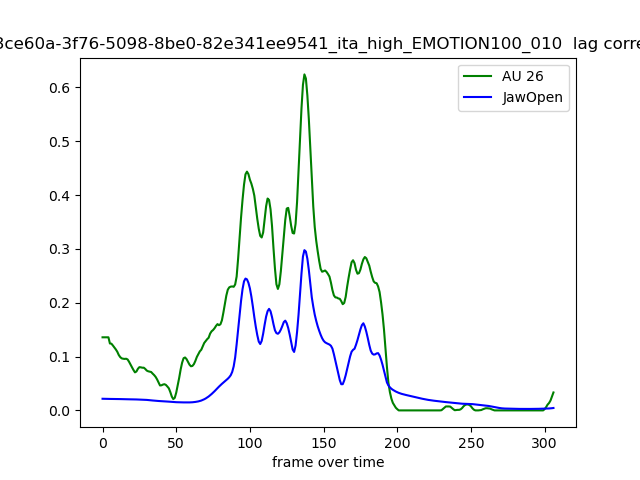 3ce60a-3f76-5098-8be0-82e341ee9541_ita_high_EMOTION100_010 lag corre
AU 26
JawOpen
0.6
0.5
0.4
0.3
0.2
0.1
0.0
0 50 100 150 200 250 300
frame over time